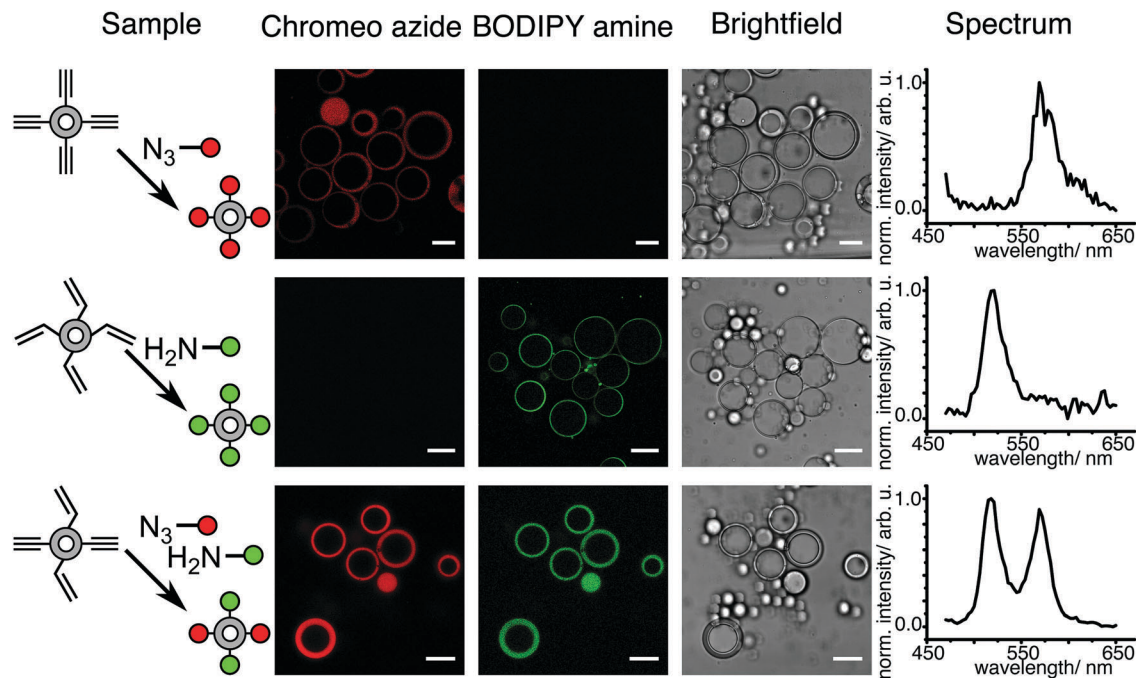 Sample
Chromeo azide
BODIPY amine
Brightfield
Spectrum
N3
norm. intensity/ arb. u.
1.0
0.0
450
550
650
wavelength/ nm
H2N
norm. intensity/ arb. u.
1.0
0.0
450
550
650
wavelength/ nm
N3
H2N
norm. intensity/ arb. u.
1.0
0.0
450
550
650
wavelength/ nm